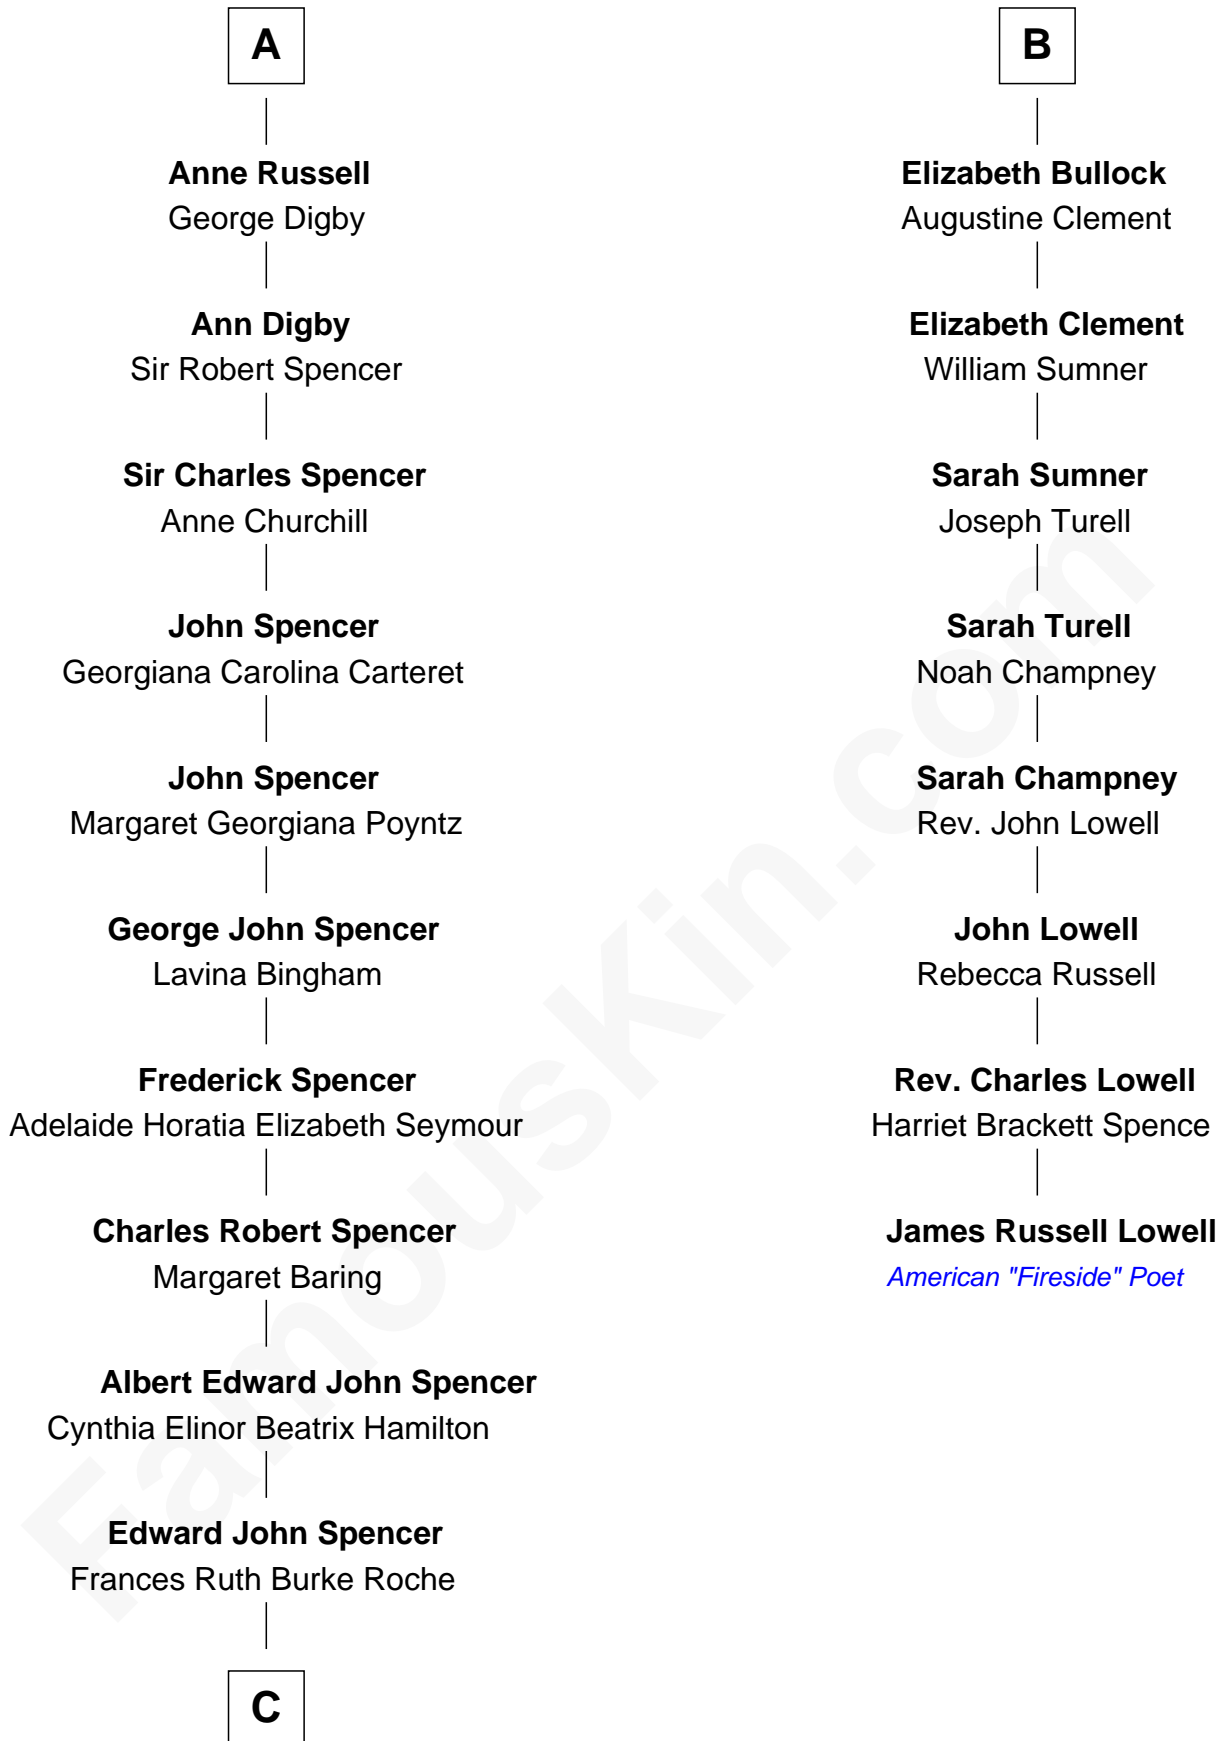 A
Anne Russell
George Digby
Ann Digby
Sir Robert Spencer
Sir Charles Spencer
Anne Churchill
John Spencer
Georgiana Carolina Carteret
John Spencer
Margaret Georgiana Poyntz
George John Spencer
Lavina Bingham
Frederick Spencer
Adelaide Horatia Elizabeth Seymour
Charles Robert Spencer
Margaret Baring
Albert Edward John Spencer
Cynthia Elinor Beatrix Hamilton
Edward John Spencer
Frances Ruth Burke Roche
C
B
Elizabeth Bullock
Augustine Clement
Elizabeth Clement
William Sumner
Sarah Sumner
Joseph Turell
Sarah Turell
Noah Champney
Sarah Champney
Rev. John Lowell
John Lowell
Rebecca Russell
Rev. Charles Lowell
Harriet Brackett Spence
James Russell Lowell
American "Fireside" Poet
FamousKin.com